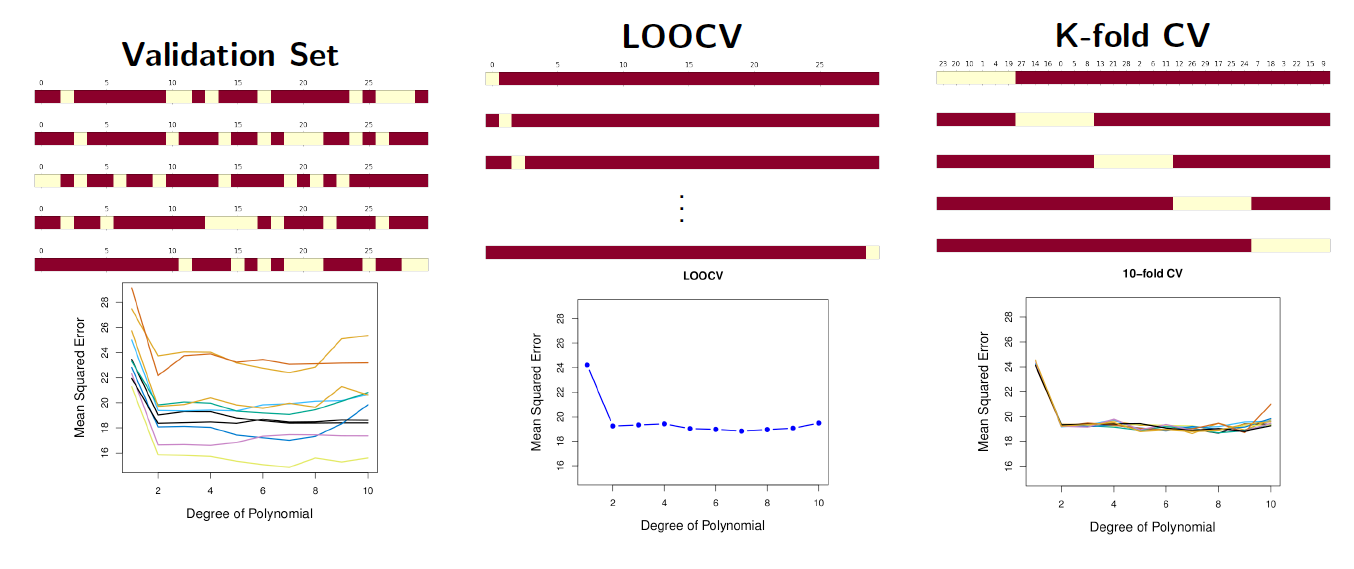 Validation Set
0 5 10 15 20 25
0 5 10 15 20 25
0 5 10 15 20 25
0 5 10 15 20 25
0 5 10 15 20 25
28
26
24
22
20
18
16
Mean Squared Error
2 4 6 8 10
Degree of Polynomial
LOOCV
0 5 10 15 20 25
LOOCV
28
26
24
22
20
18
16
Mean Squared Error
2 4 6 8 10
Degree of Polynomial
K-fold CV
23 20 10 1 4 19 27 14 16 0 5 8 13 21 28 2 6 11 12 26 29 17 25 24 7 18 3 22 15 9
10-fold CV
28
26
24
22
20
18
16
Mean Squared Error
2 4 6 8 10
Degree of Polynomial